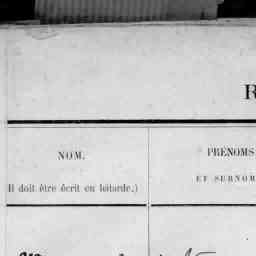 R
NOM.
PRÉNOMS
ET SURNOM
Il doit être écrit en bâtarde.)